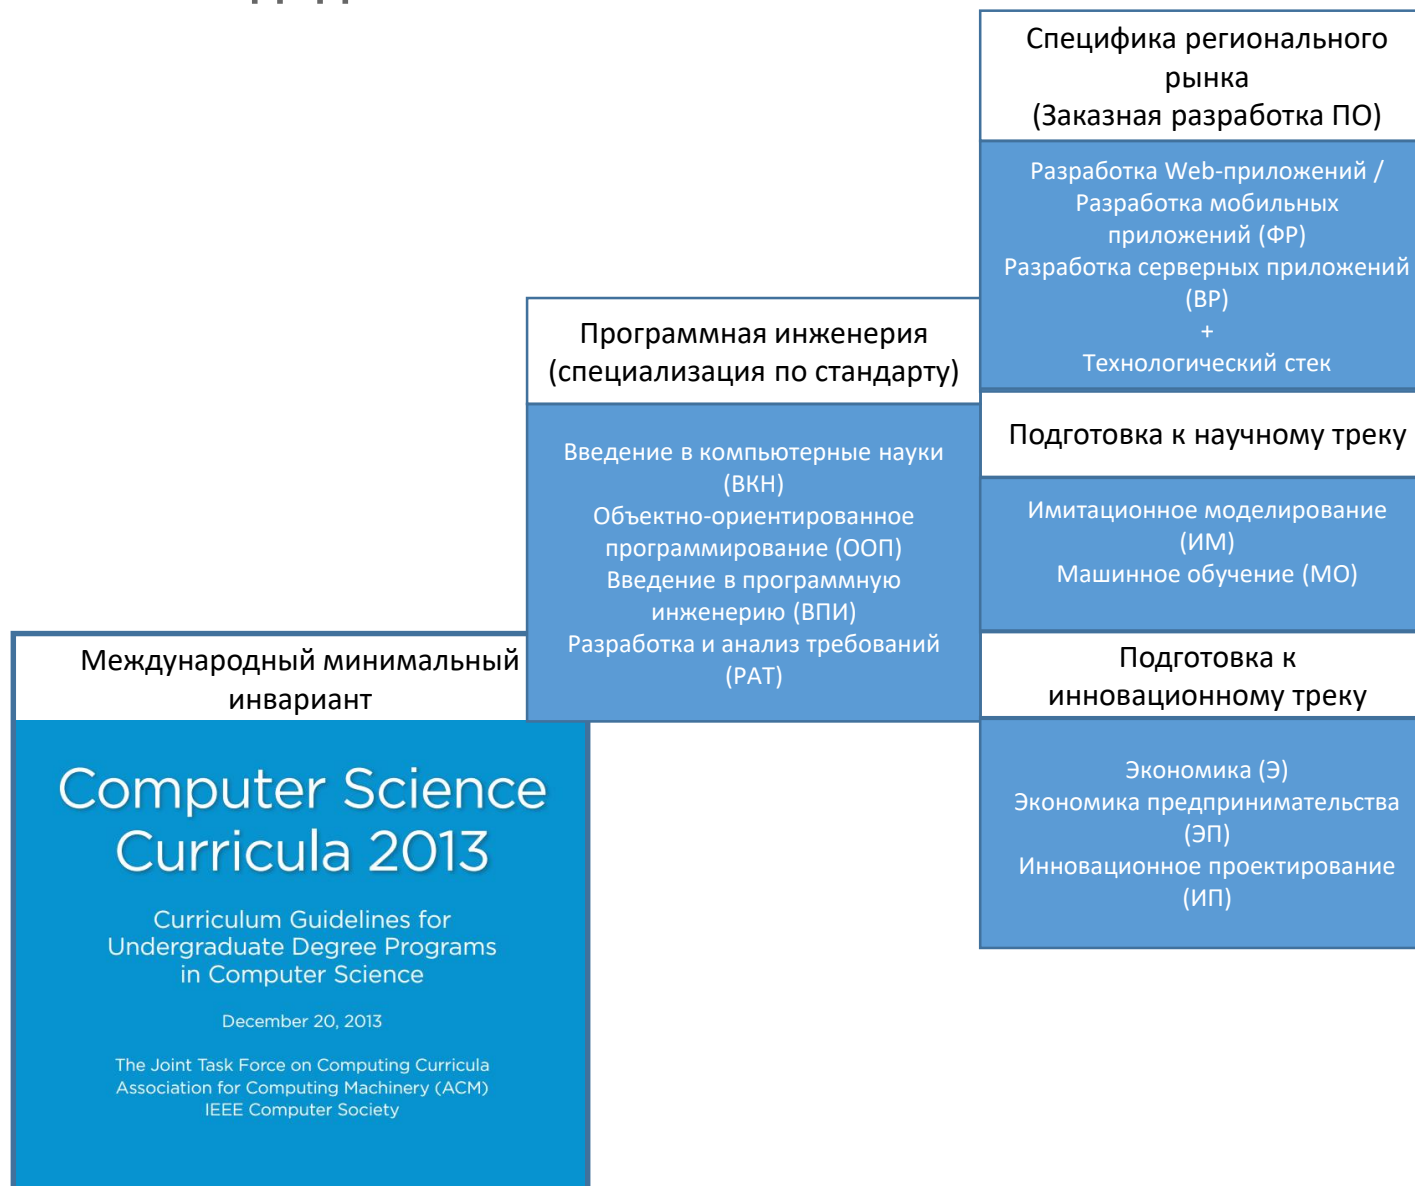 Специфика регионального
рынка
(Заказная разработка ПО)
Разработка Web-приложений /
Разработка мобильных
приложений (ФР)
Разработка серверных приложений
(ВР)
+
Технологический стек
Программная инженерия
(специализация по стандарту)
Введение в компьютерные науки
(ВКН)
Объектно-ориентированное
программирование (ООП)
Введение в программную
инженерию (ВПИ)
Разработка и анализ требований
(РАТ)
Подготовка к научному треку
Имитационное моделирование
(ИМ)
Машинное обучение (МО)
Подготовка к
инновационному треку
Экономика (Э)
Экономика предпринимательства
(ЭП)
Инновационное проектирование
(ИП)
Международный минимальный
инвариант
Computer Science
Curricula 2013
Curriculum Guidelines for
Undergraduate Degree Programs
in Computer Science
December 20, 2013
The Joint Task Force on Computing Curricula
Association for Computing Machinery (ACM)
IEEE Computer Society